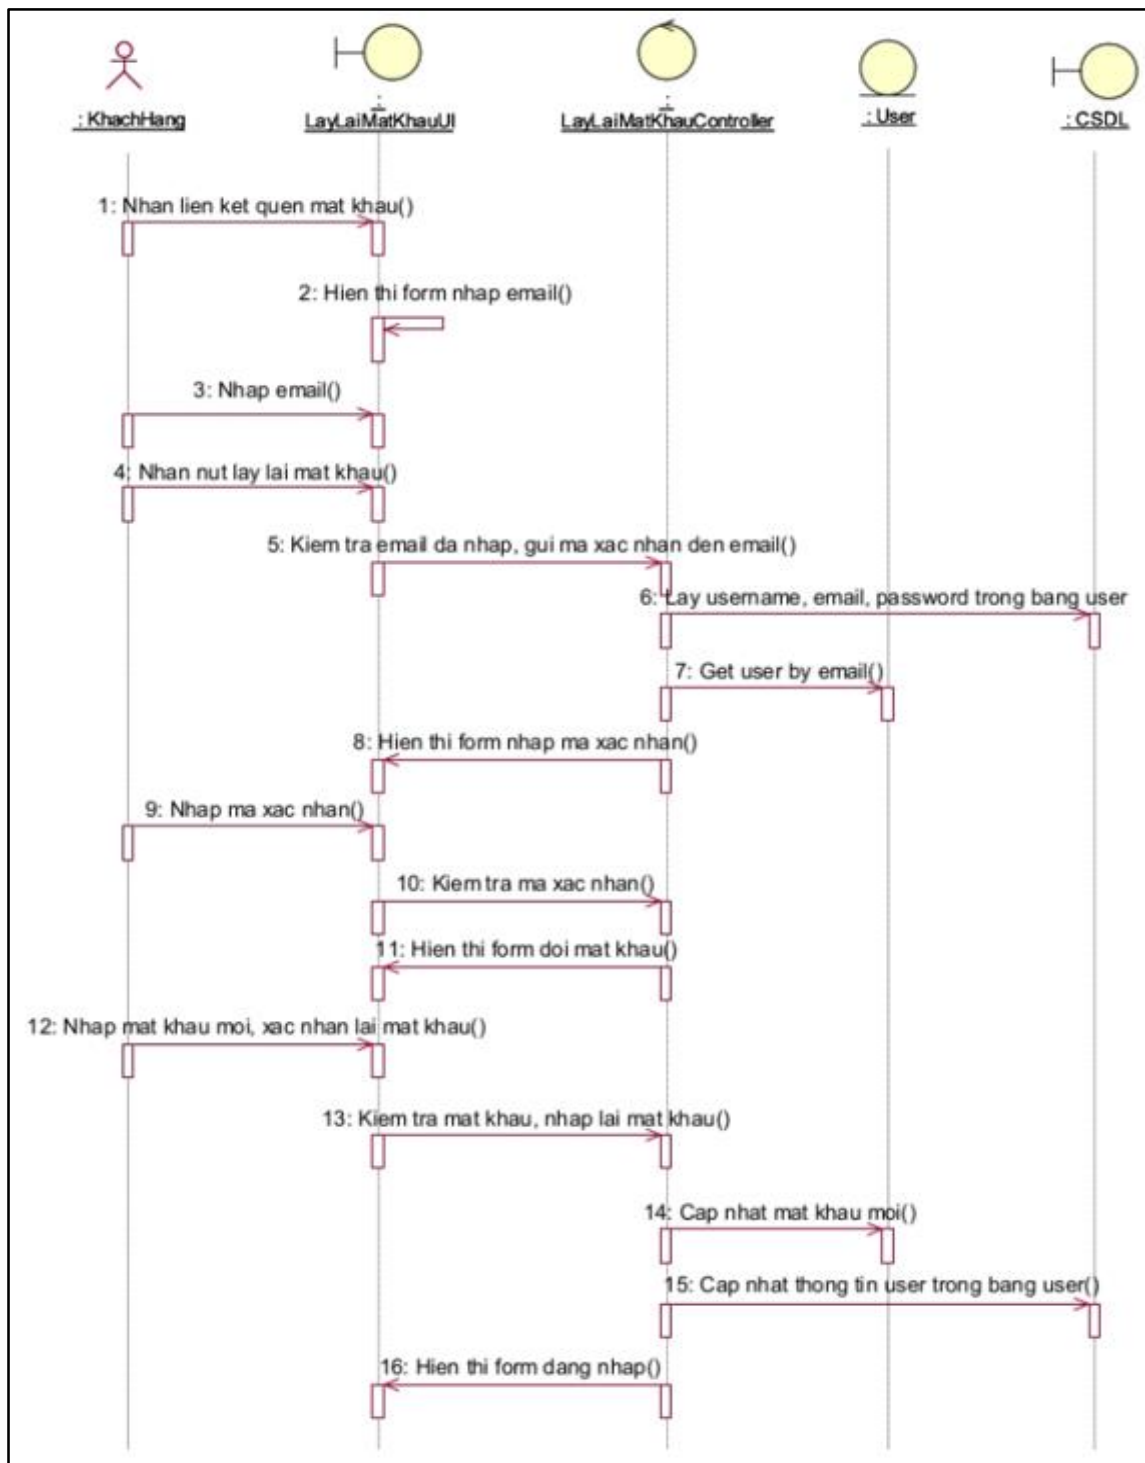 : KhachHang
:
LayLaiMatKhauUI
:
LayLaiMatKhauController
: User
: CSDL
1: Nhan lien ket quen mat khau()
2: Hien thi form nhap email()
3: Nhap email()
4: Nhan nut lay lai mat khau()
5: Kiem tra email da nhap, gui ma xac nhan den email()
6: Lay username, email, password trong bang user
7: Get user by email()
8: Hien thi form nhap ma xac nhan()
9: Nhap ma xac nhan()
10: Kiem tra ma xac nhan()
11: Hien thi form doi mat khau()
12: Nhap mat khau moi, xac nhan lai mat khau()
13: Kiem tra mat khau, nhap lai mat khau()
14: Cap nhat mat khau moi()
15: Cap nhat thong tin user trong bang user()
16: Hien thi form dang nhap()